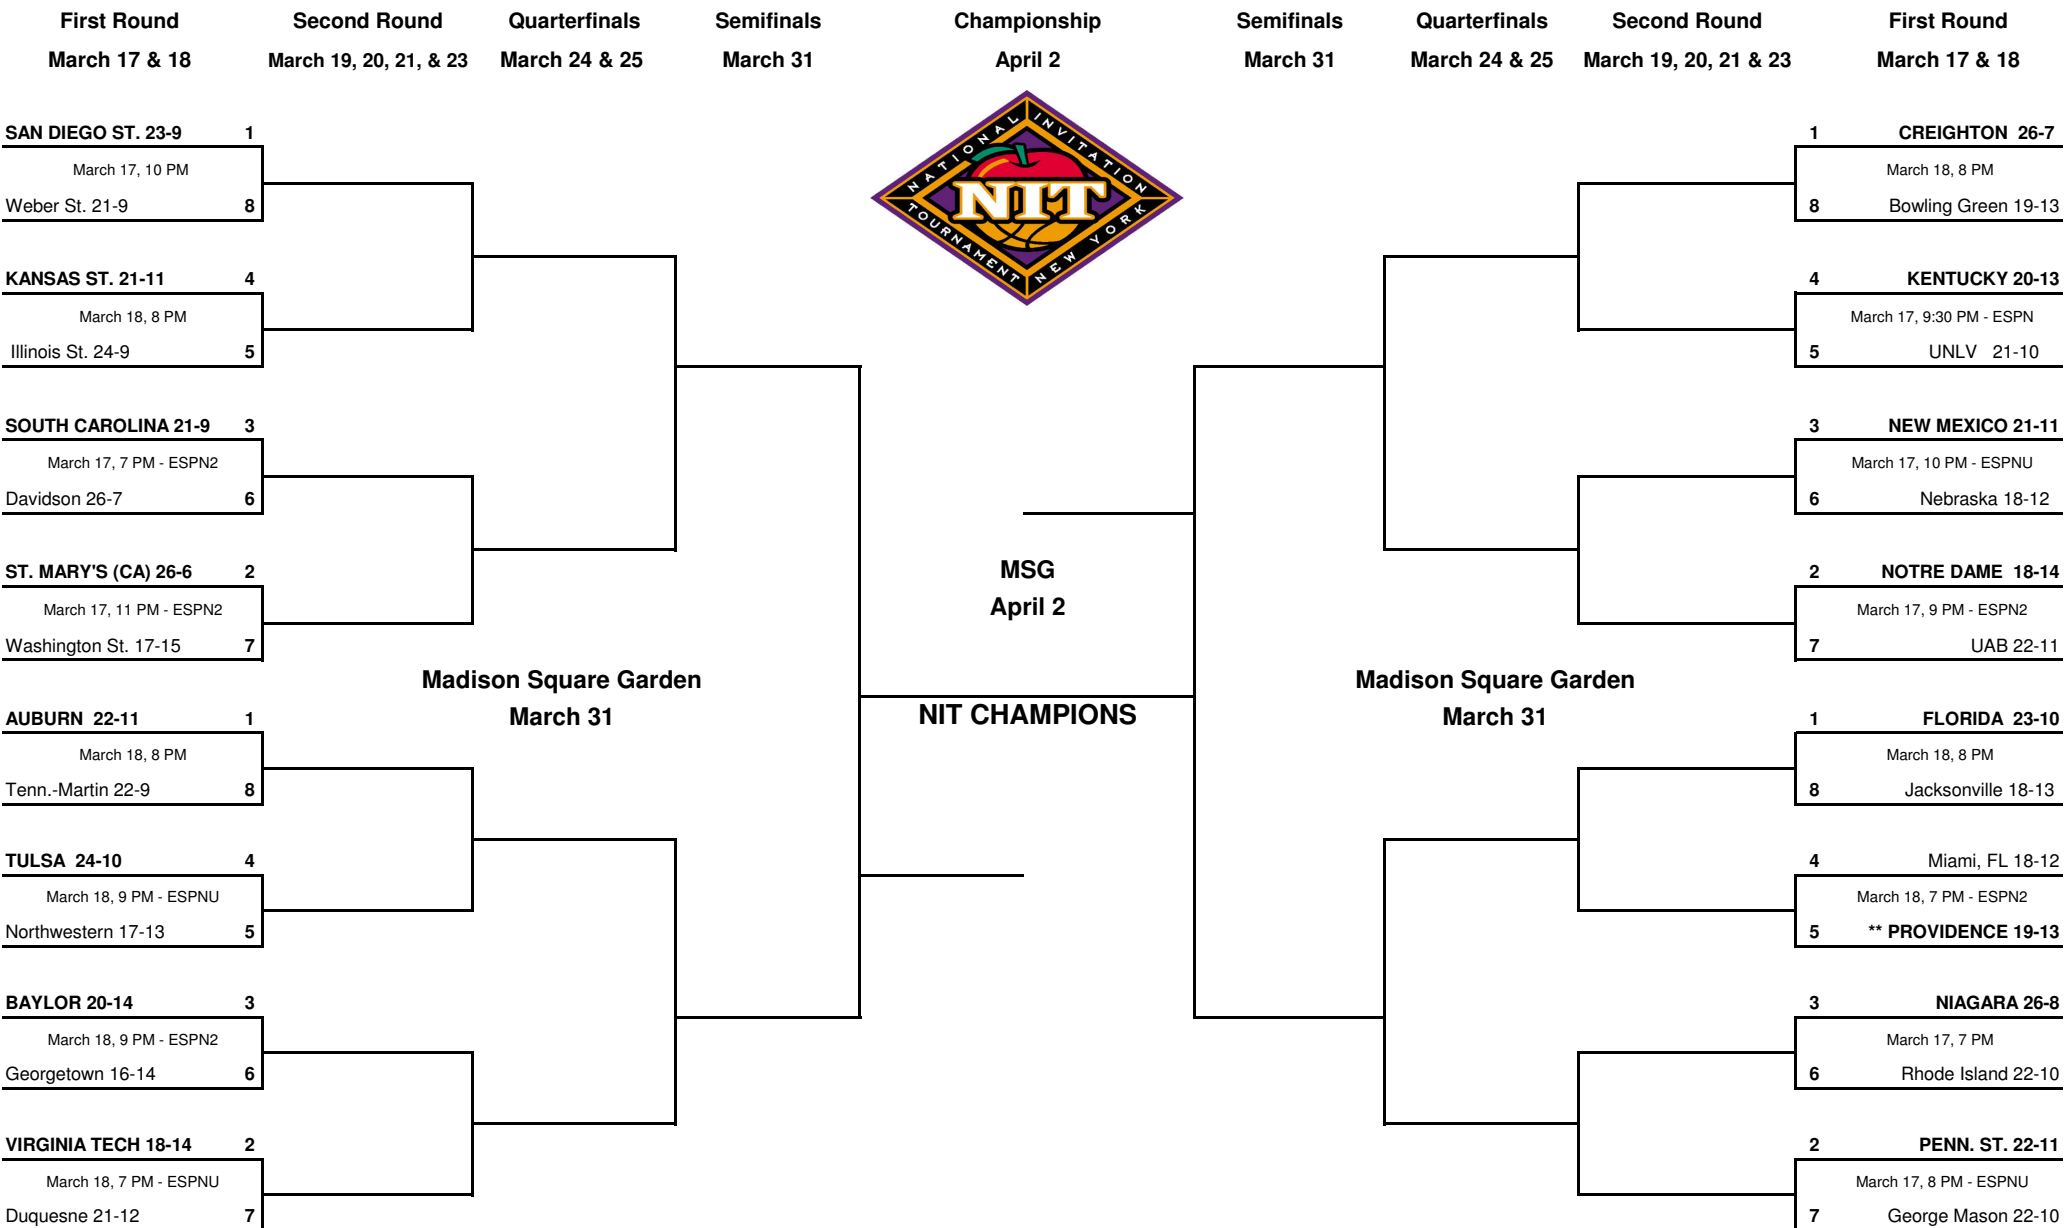 First Round Second Round Quarterfinals Semifinals Championship Semifinals Quarterfinals Second Round First Round
March 17 & 18 March 19, 20, 21, & 23 March 24 & 25 March 31 April 2 March 31 March 24 & 25 March 19, 20, 21 & 23 March 17 & 18
NATIONAL INVITATION
NIT
TOURNAMENT NEW YORK
SAN DIEGO ST. 23-9 1
March 17, 10 PM
Weber St. 21-9 8
KANSAS ST. 21-11 4
March 18, 8 PM
Illinois St. 24-9 5
SOUTH CAROLINA 21-9 3
March 17, 7 PM - ESPN2
Davidson 26-7 6
ST. MARY'S (CA) 26-6 2
March 17, 11 PM - ESPN2
Washington St. 17-15 7
Madison Square Garden
March 31
AUBURN 22-11 1
March 18, 8 PM
Tenn.-Martin 22-9 8
TULSA 24-10 4
March 18, 9 PM - ESPNU
Northwestern 17-13 5
BAYLOR 20-14 3
March 18, 9 PM - ESPN2
Georgetown 16-14 6
VIRGINIA TECH 18-14 2
March 18, 7 PM - ESPNU
Duquesne 21-12 7
MSG
April 2
NIT CHAMPIONS
1 CREIGHTON 26-7
March 18, 8 PM
8 Bowling Green 19-13
4 KENTUCKY 20-13
March 17, 9:30 PM - ESPN
5 UNLV 21-10
3 NEW MEXICO 21-11
March 17, 10 PM - ESPNU
6 Nebraska 18-12
2 NOTRE DAME 18-14
March 17, 9 PM - ESPN2
7 UAB 22-11
Madison Square Garden
March 31
1 FLORIDA 23-10
March 18, 8 PM
8 Jacksonville 18-13
4 Miami, FL 18-12
March 18, 7 PM - ESPN2
5 ** PROVIDENCE 19-13
3 NIAGARA 26-8
March 17, 7 PM
6 Rhode Island 22-10
2 PENN. ST. 22-11
March 17, 8 PM - ESPNU
7 George Mason 22-10